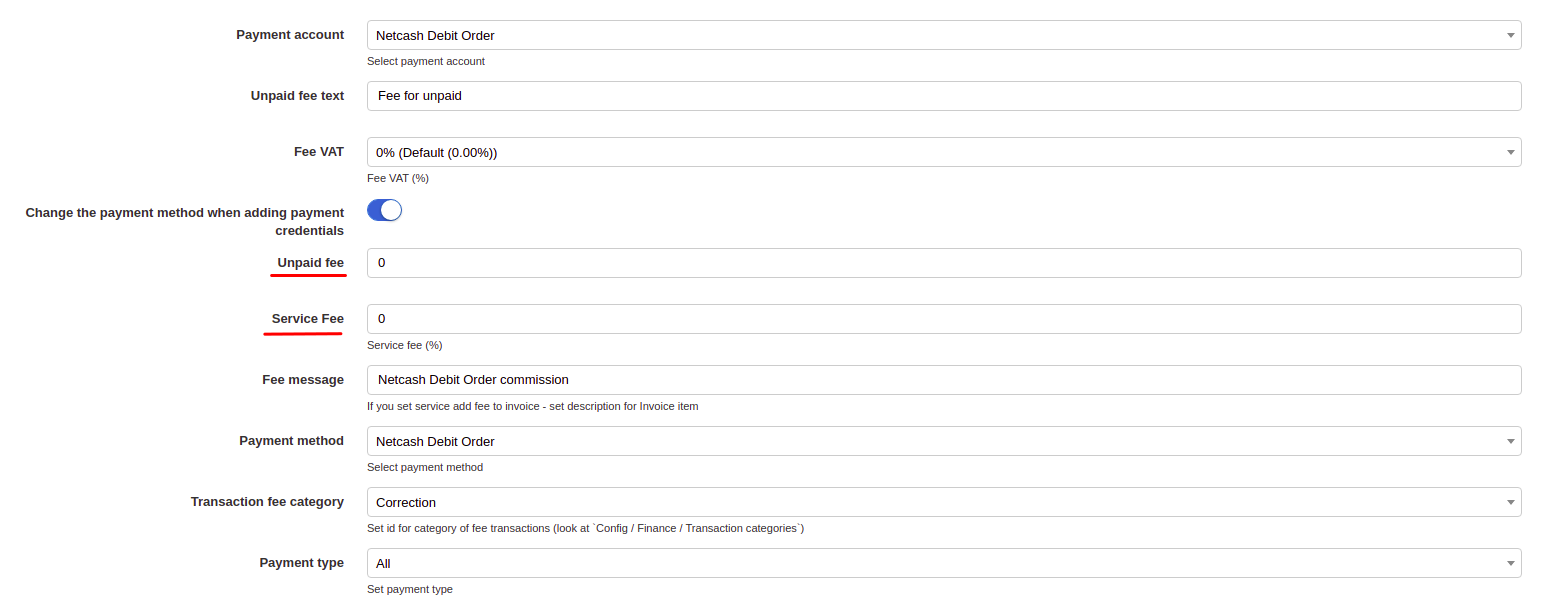 Payment account
Netcash Debit Order
Select payment account
Unpaid fee text
Fee for unpaid
Fee VAT
0% (Default (0.00%))
Fee VAT (%)
Change the payment method when adding payment
credentials
Unpaid fee
0
Service Fee
0
Service fee (%)
Fee message
Netcash Debit Order commission
If you set service add fee to invoice - set description for Invoice item
Payment method
Netcash Debit Order
Select payment method
Transaction fee category
Correction
Set id for category of fee transactions (look at `Config / Finance / Transaction categories`)
Payment type
All
Set payment type